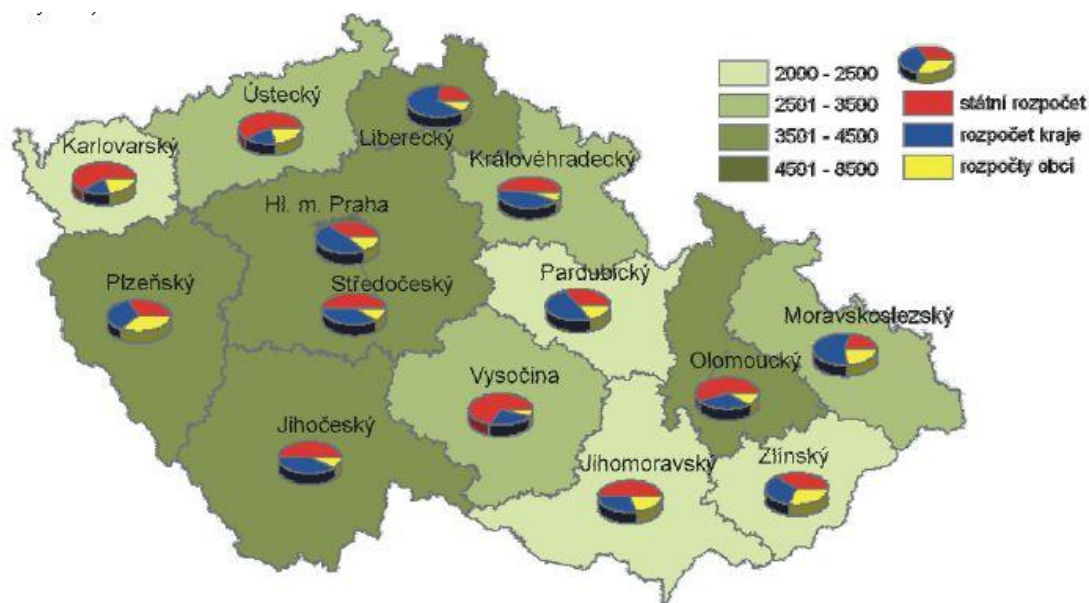 Ústecký
Karlovarský
Liberecký
Královéhradecký
Hl. m. Praha
Plzeňský
Středočeský
Pardubický
Moravskoslezský
Olomoucký
Vysočina
Jihočeský
Jihomoravský
Zlínský
2000 - 2500
2501 - 3500
3501 - 4500
4501 - 8500
státní rozpočet
rozpočet kraje
rozpočty obcí